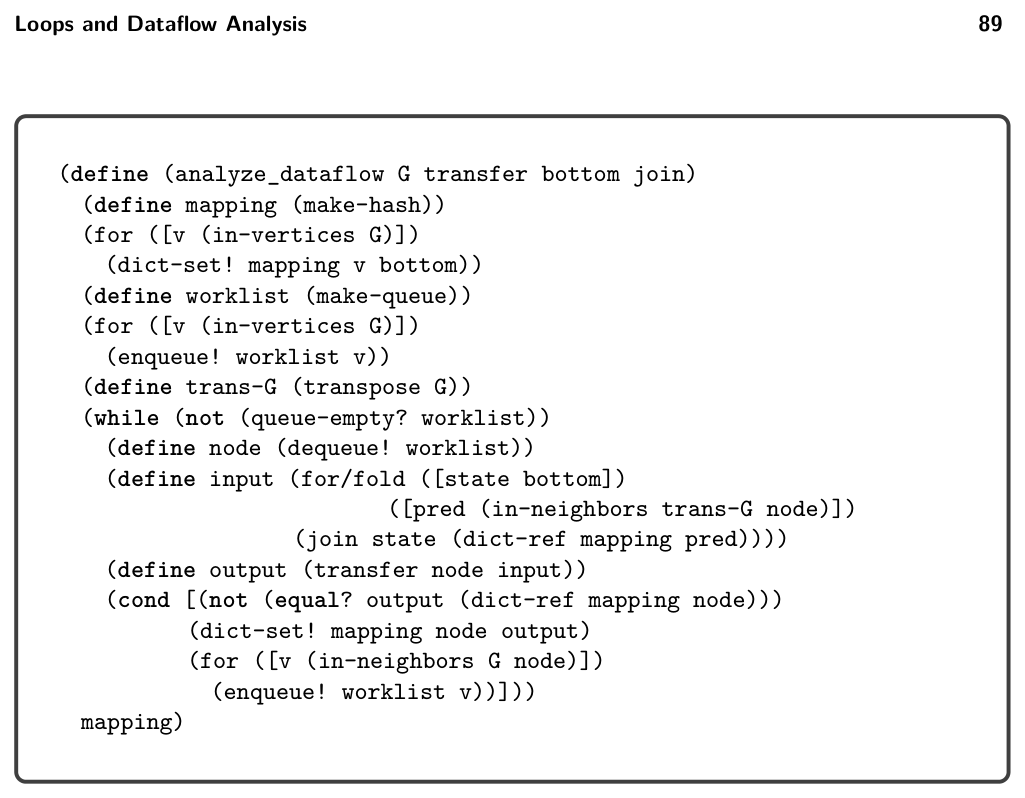 Loops and Dataflow Analysis 89
(define (analyze_dataflow G transfer bottom join)
  (define mapping (make-hash))
  (for ([v (in-vertices G)])
    (dict-set! mapping v bottom))
  (define worklist (make-queue))
  (for ([v (in-vertices G)])
    (enqueue! worklist v))
  (define trans-G (transpose G))
  (while (not (queue-empty? worklist))
    (define node (dequeue! worklist))
    (define input (for/fold ([state bottom])
                            ([pred (in-neighbors trans-G node)])
                    (join state (dict-ref mapping pred))))
    (define output (transfer node input))
    (cond [(not (equal? output (dict-ref mapping node)))
           (dict-set! mapping node output)
           (for ([v (in-neighbors G node)])
             (enqueue! worklist v))]))
  mapping)